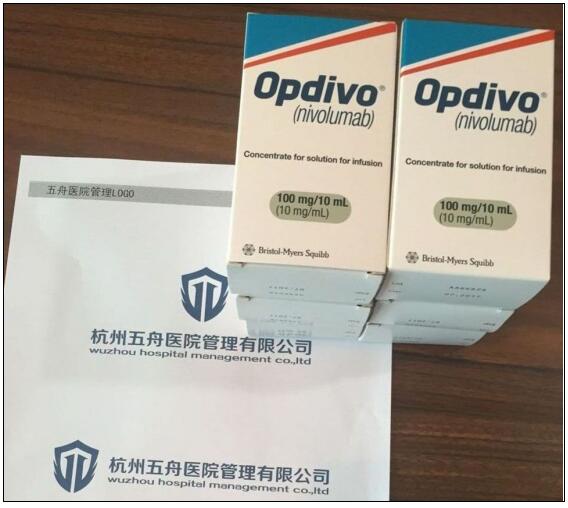 Opdivo®
(nivolumab)
Concentrate for solution for infusion
100 mg/10 mL
(10 mg/mL)
Bristol-Myers Squibb
Opdivo®
(nivolumab)
Concentrate for solution for infusion
100 mg/10 mL
(10 mg/mL)
Bristol-Myers Squibb
五舟医院管理LOGO
杭州五舟医院管理有限公司
wuzhou hospital management co.,ltd
杭州五舟医院管理有限公司
wuzhou hospital management co.,ltd